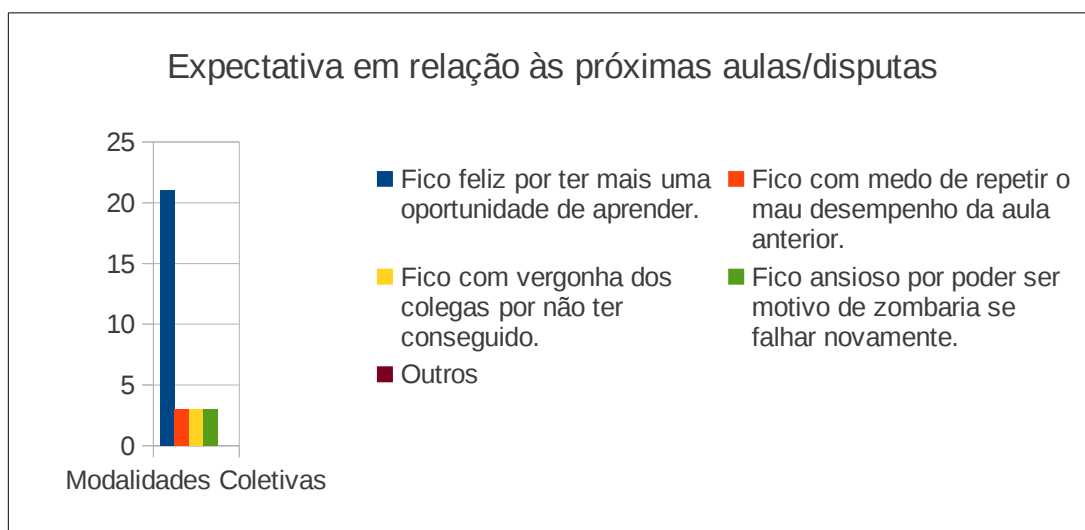 Expectativa em relação às próximas aulas/disputas
25
20
15
10
5
0
Modalidades Coletivas
Fico feliz por ter mais uma
oportunidade de aprender.
Fico com medo de repetir o
mau desempenho da aula
anterior.
Fico com vergonha dos
colegas por não ter
conseguido.
Fico ansioso por poder ser
motivo de zombaria se
falhar novamente.
Outros